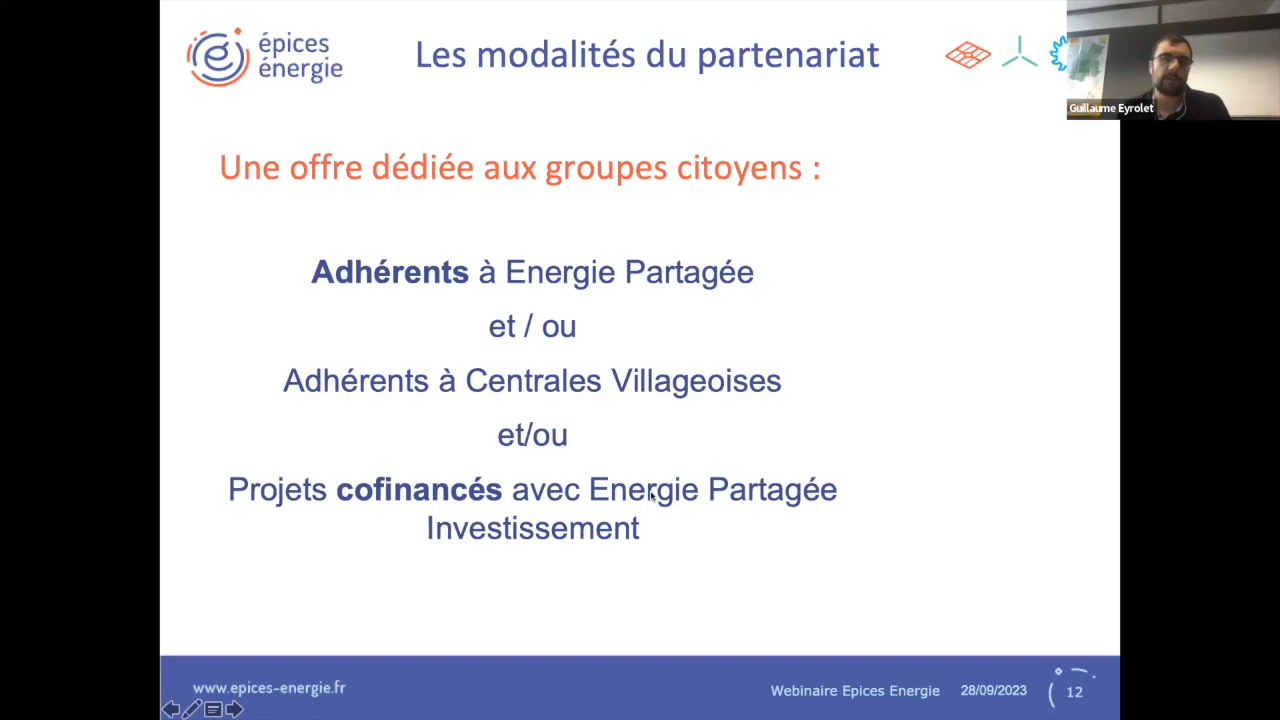 épices
énergie
Les modalités du partenariat
Guillaume Eyrolet
Une offre dédiée aux groupes citoyens :
Adhérents à Energie Partagée
et / ou
Adhérents à Centrales Villageoises
et/ou
Projets cofinancés avec Energie Partagée
Investissement
www.epices-energie.fr
Webinaire Epices Energie 28/09/2023 12